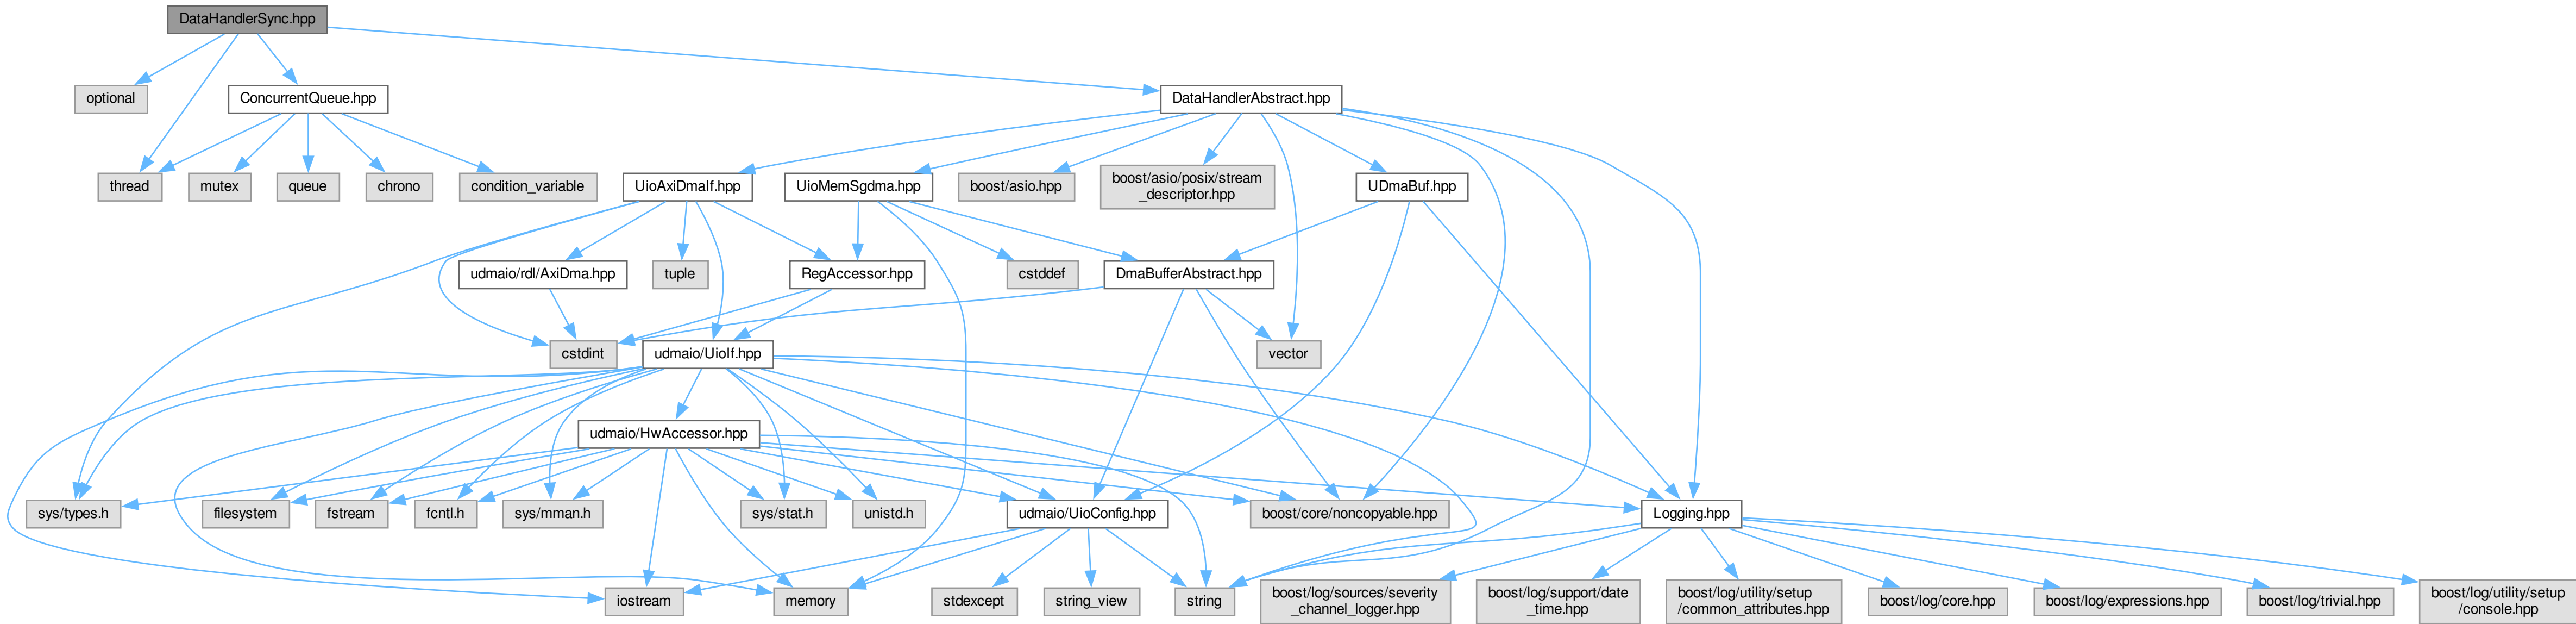 DataHandlerSync.hpp
optional
ConcurrentQueue.hpp
DataHandlerAbstract.hpp
thread
mutex
queue
chrono
condition_variable
UioAxiDmaIf.hpp
UioMemSgdma.hpp
boost/asio.hpp
boost/asio/posix/stream
_descriptor.hpp
UDmaBuf.hpp
udmaio/rdl/AxiDma.hpp
tuple
RegAccessor.hpp
cstddef
DmaBufferAbstract.hpp
cstdint
udmaio/UioIf.hpp
vector
udmaio/HwAccessor.hpp
sys/types.h
filesystem
fstream
fcntl.h
sys/mman.h
sys/stat.h
unistd.h
udmaio/UioConfig.hpp
boost/core/noncopyable.hpp
Logging.hpp
iostream
memory
stdexcept
string_view
string
boost/log/sources/severity
_channel_logger.hpp
boost/log/support/date
_time.hpp
boost/log/utility/setup
/common_attributes.hpp
boost/log/core.hpp
boost/log/expressions.hpp
boost/log/trivial.hpp
boost/log/utility/setup
/console.hpp